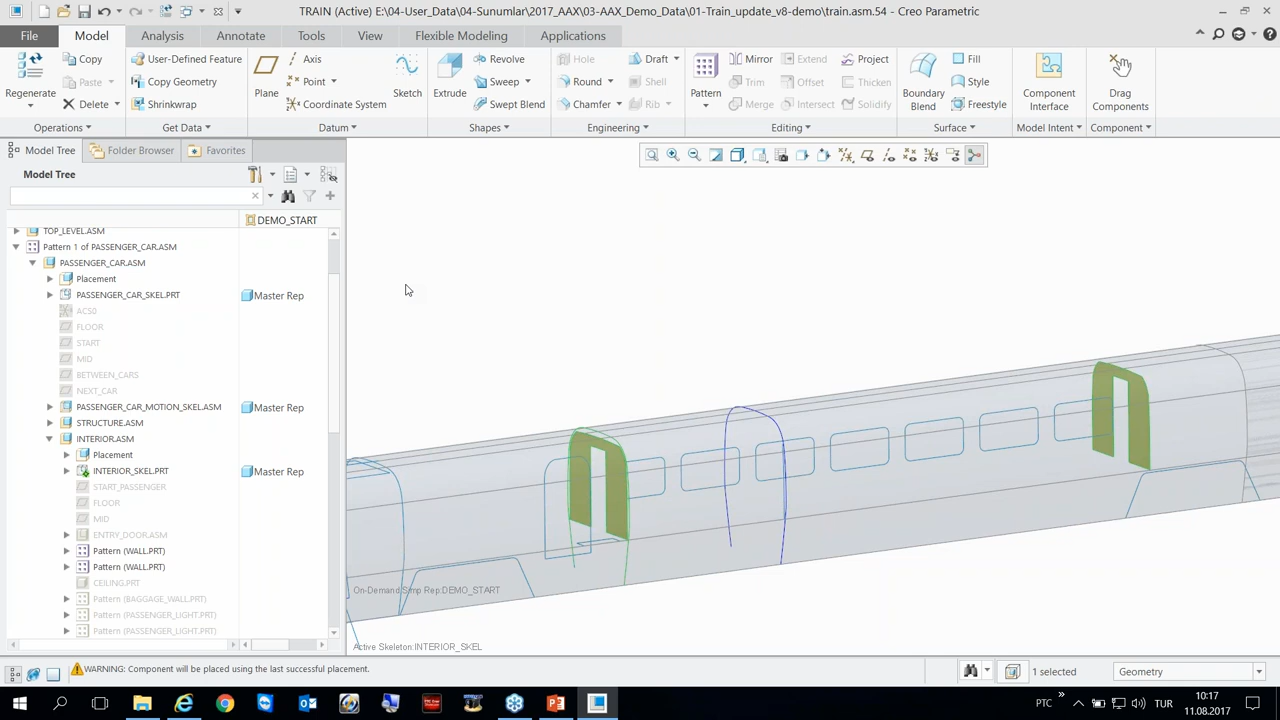 TRAIN (Active) E:\04-User_Data\04-Sunumlar\2017_AAX\03-AAX_Demo_Data\01-Train_update_v8-demo\train.asm.54 - Creo Parametric
File Model Analysis Annotate Tools View Flexible Modeling Applications
Copy User-Defined Feature Axis Revolve Hole Draft Mirror Extend Project Fill
Paste Copy Geometry Point Sweep Round Shell Trim Offset Thicken Style
Regenerate Plane Sketch Extrude Pattern Boundary Blend Component Interface Drag Components
Delete Shrinkwrap Coordinate System Swept Blend Chamfer Rib Merge Intersect Solidify Freestyle
Operations Get Data Datum Shapes Engineering Editing Surface Model Intent Component
Model Tree Folder Browser Favorites
Model Tree
DEMO_START
TOP_LEVEL.ASM
Pattern 1 of PASSENGER_CAR.ASM
PASSENGER_CAR.ASM
Placement
PASSENGER_CAR_SKEL.PRT Master Rep
ACS0
FLOOR
START
MID
BETWEEN_CARS
NEXT_CAR
PASSENGER_CAR_MOTION_SKEL.ASM Master Rep
STRUCTURE.ASM
INTERIOR.ASM
Placement
INTERIOR_SKEL.PRT Master Rep
START_PASSENGER
FLOOR
MID
ENTRY_DOOR.ASM
Pattern (WALL.PRT)
Pattern (WALL.PRT)
CEILING.PRT
Pattern (BAGGAGE_WALL.PRT)
Pattern (PASSENGER_LIGHT.PRT)
Pattern (PASSENGER_LIGHT.PRT)
On-Demand Simp Rep:DEMO_START
Active Skeleton:INTERIOR_SKEL
WARNING: Component will be placed using the last successful placement.
1 selected Geometry
PTC TUR 10:17
11.08.2017